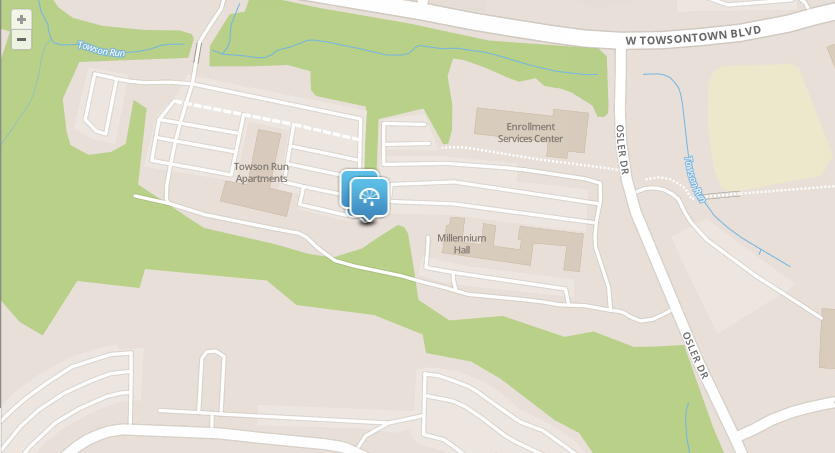 +
−
Towson Run
W TOWSONTOWN BLVD
Enrollment
Services Center
OSLER DR
Towson Run
Apartments
Towson Run
Millennium
Hall
OSLER DR